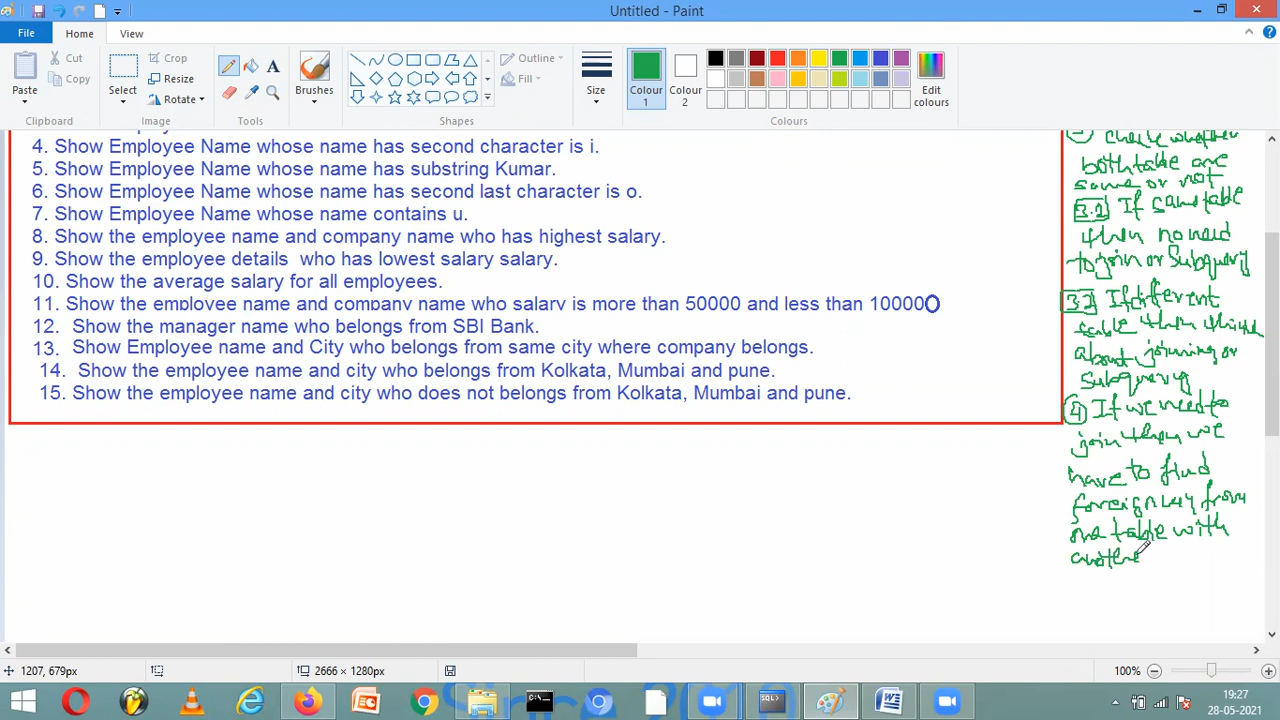 Untitled - Paint
File
Home
View
Paste
Cut
Copy
Clipboard
Select
Crop
Resize
Rotate
Image
Tools
Brushes
Outline
Fill
Shapes
Size
Colour 1
Colour 2
Edit colours
Colours
4. Show Employee Name whose name has second character is i.
5. Show Employee Name whose name has substring Kumar.
6. Show Employee Name whose name has second last character is o.
7. Show Employee Name whose name contains u.
8. Show the employee name and company name who has highest salary.
9. Show the employee details who has lowest salary salary.
10. Show the average salary for all employees.
11. Show the employee name and company name who salary is more than 50000 and less than 100000
12. Show the manager name who belongs from SBI Bank.
13. Show Employee name and City who belongs from same city where company belongs.
14. Show the employee name and city who belongs from Kolkata, Mumbai and pune.
15. Show the employee name and city who does not belongs from Kolkata, Mumbai and pune.
both table are
same or not
3.1 If same table
then no need
to join or Subquery
3.2 If different
table then think
about joining or
Subquery
4 If we need to
join then we
have to find
foreign key from
one table with
another
1207, 679px
2666 × 1280px
100%
Since 20
SQL>
19:27
28-05-2021